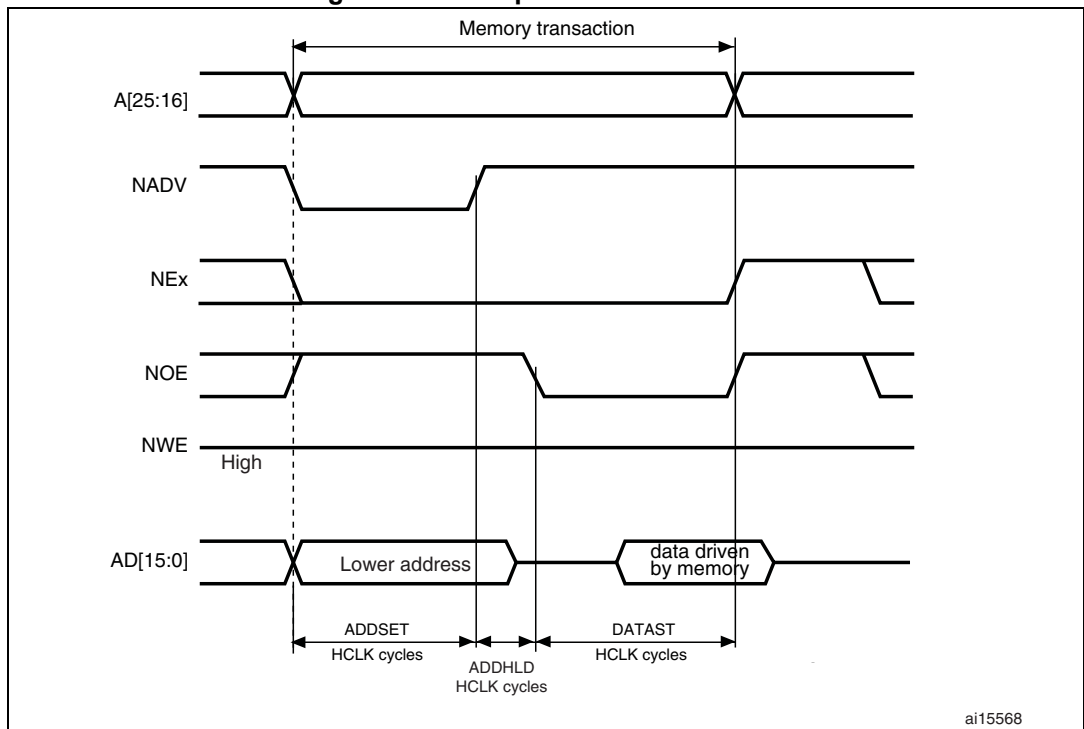 Memory transaction
A[25:16]
NADV
NEx
NOE
NWE
High
AD[15:0]
Lower address
data driven
by memory
ADDSET
HCLK cycles
ADDHLD
HCLK cycles
DATAST
HCLK cycles
ai15568